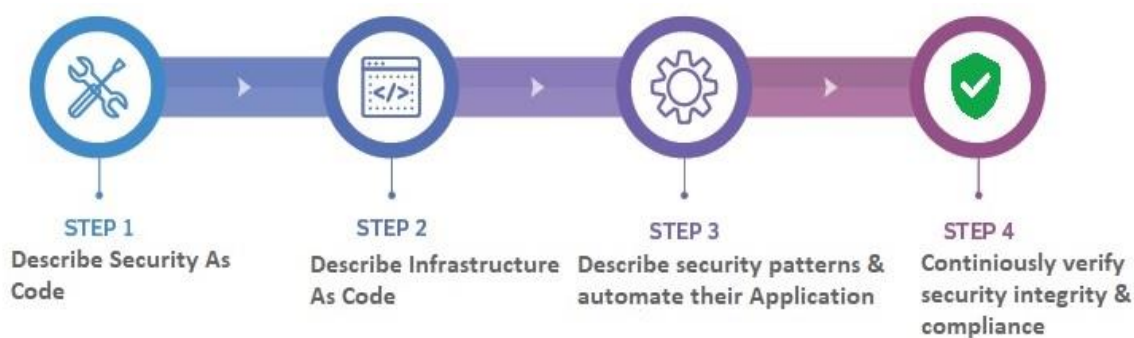 </>
STEP 1
Describe Security As
Code
STEP 2
Describe Infrastructure
As Code
STEP 3
Describe security patterns &
automate their Application
STEP 4
Continiously verify
security integrity &
compliance